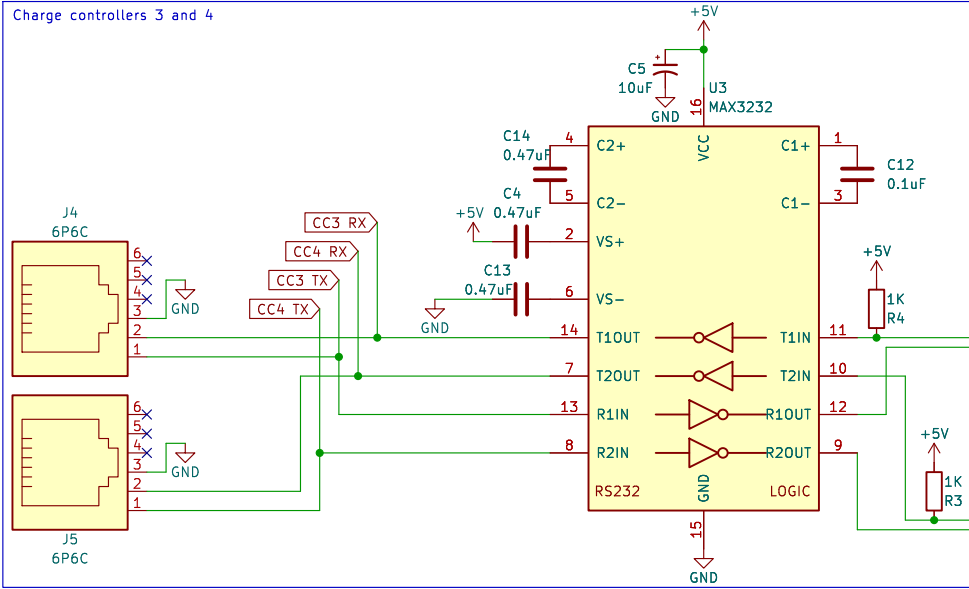 Charge controllers 3 and 4
+5V
C5
10uF
GND
16
U3
MAX3232
VCC
C14
0.47uF
4
C2+
5
C2-
C1+
1
C1-
3
C12
0.1uF
C4
0.47uF
+5V
2
VS+
C13
0.47uF
GND
6
VS-
J4
6P6C
6
5
4
3
2
1
GND
CC3 RX
CC4 RX
CC3 TX
CC4 TX
14
T1OUT
T1IN
11
7
T2OUT
T2IN
10
13
R1IN
R1OUT
12
8
R2IN
R2OUT
9
+5V
1K
R4
+5V
1K
R3
6
5
4
3
2
1
GND
J5
6P6C
RS232
GND
LOGIC
15
GND